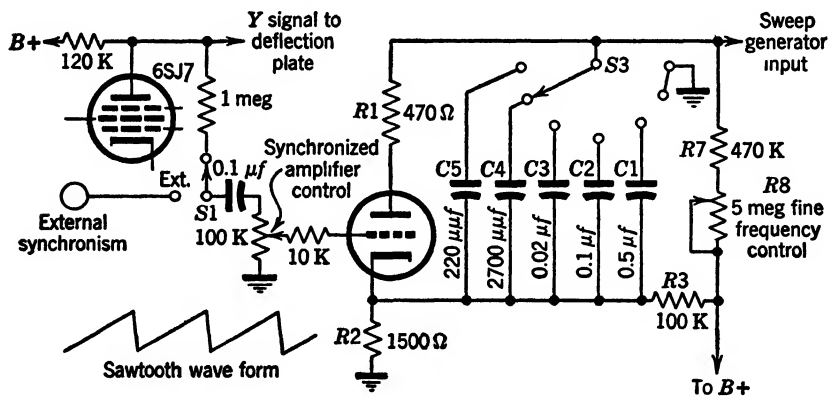 Y signal to
deflection
plate
B+
120 K
6SJ7
1 meg
Sweep
generator
input
S3
R1
470 Ω
Synchronized
amplifier
control
0.1 μf
Ext.
S1
External
synchronism
100 K
10 K
C5
C4
C3
C2
C1
220 μμf
2700 μμf
0.02 μf
0.1 μf
0.5 μf
R7
470 K
R8
5 meg fine
frequency
control
R3
100 K
R2
1500 Ω
Sawtooth wave form
To B+